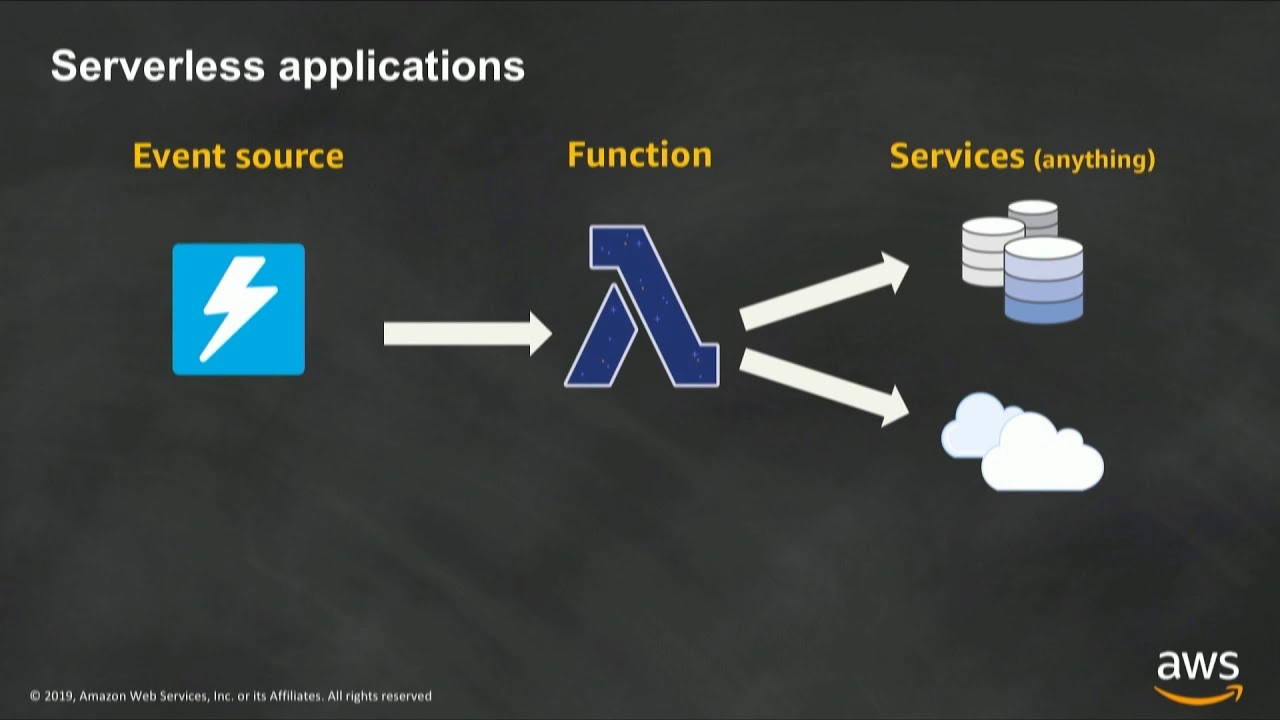 Serverless applications
Event source
Function
Services (anything)
aws
© 2019, Amazon Web Services, Inc. or its Affiliates. All rights reserved